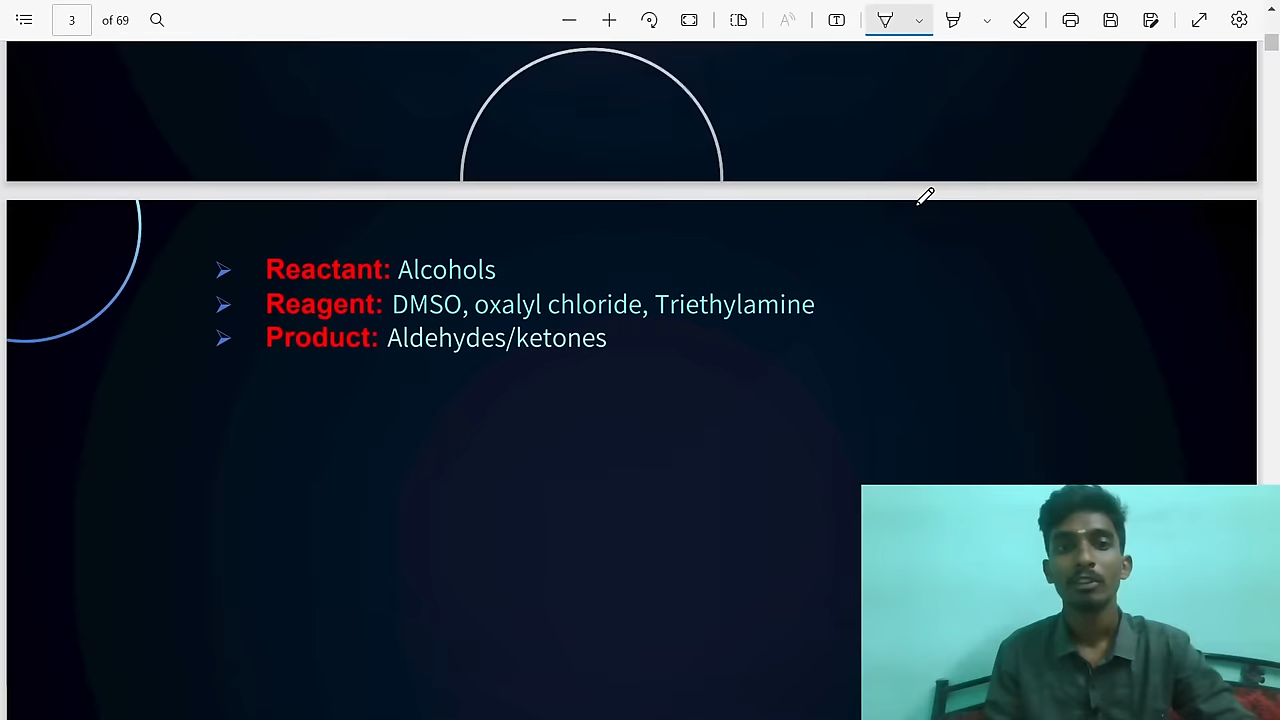 3 of 69
Reactant: Alcohols
Reagent: DMSO, oxalyl chloride, Triethylamine
Product: Aldehydes/ketones